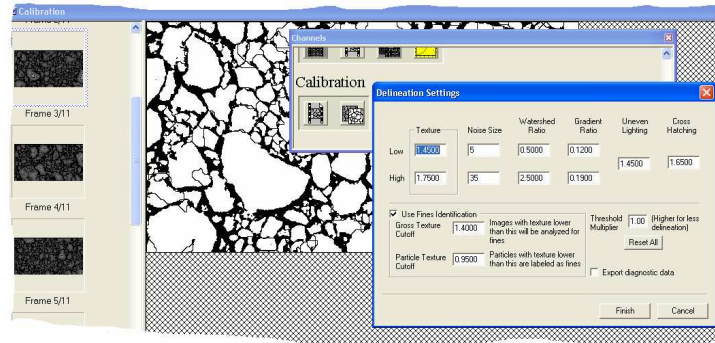 Calibration
Frame 3/11
Frame 4/11
Frame 5/11
Channels
Calibration
Delineation Settings
Texture Noise Size Watershed Ratio Gradient Ratio Uneven Lighting Cross Hatching
Low 1.4500 5 0.5000 0.1200 1.4500 1.6500
High 1.7500 35 2.5000 0.1900
Use Fines Identification
Gross Texture Cutoff 1.4000 Images with texture lower than this will be analyzed for fines
Particle Texture Cutoff 0.9500 Particles with texture lower than this are labeled as fines
Threshold Multiplier 1.00 (Higher for less delineation)
Reset All
Export diagnostic data
Finish Cancel